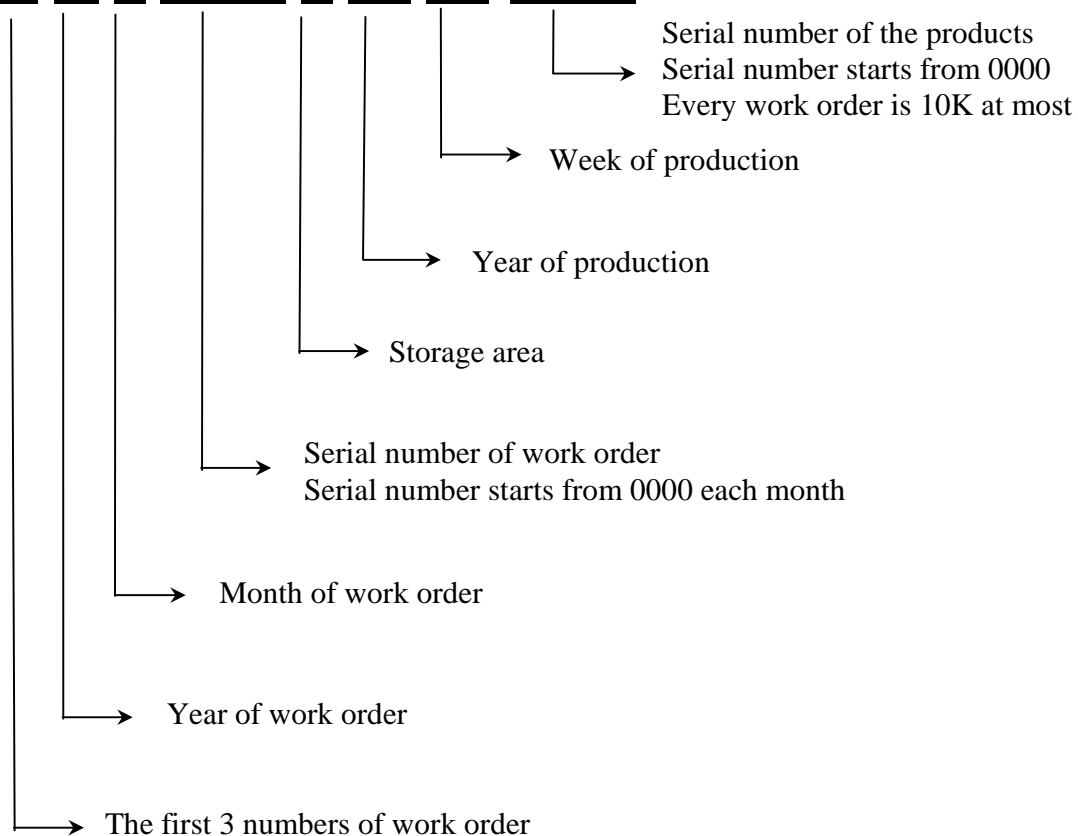 Serial number of the products
Serial number starts from 0000
Every work order is 10K at most
Week of production
Year of production
Storage area
Serial number of work order
Serial number starts from 0000 each month
Month of work order
Year of work order
The first 3 numbers of work order